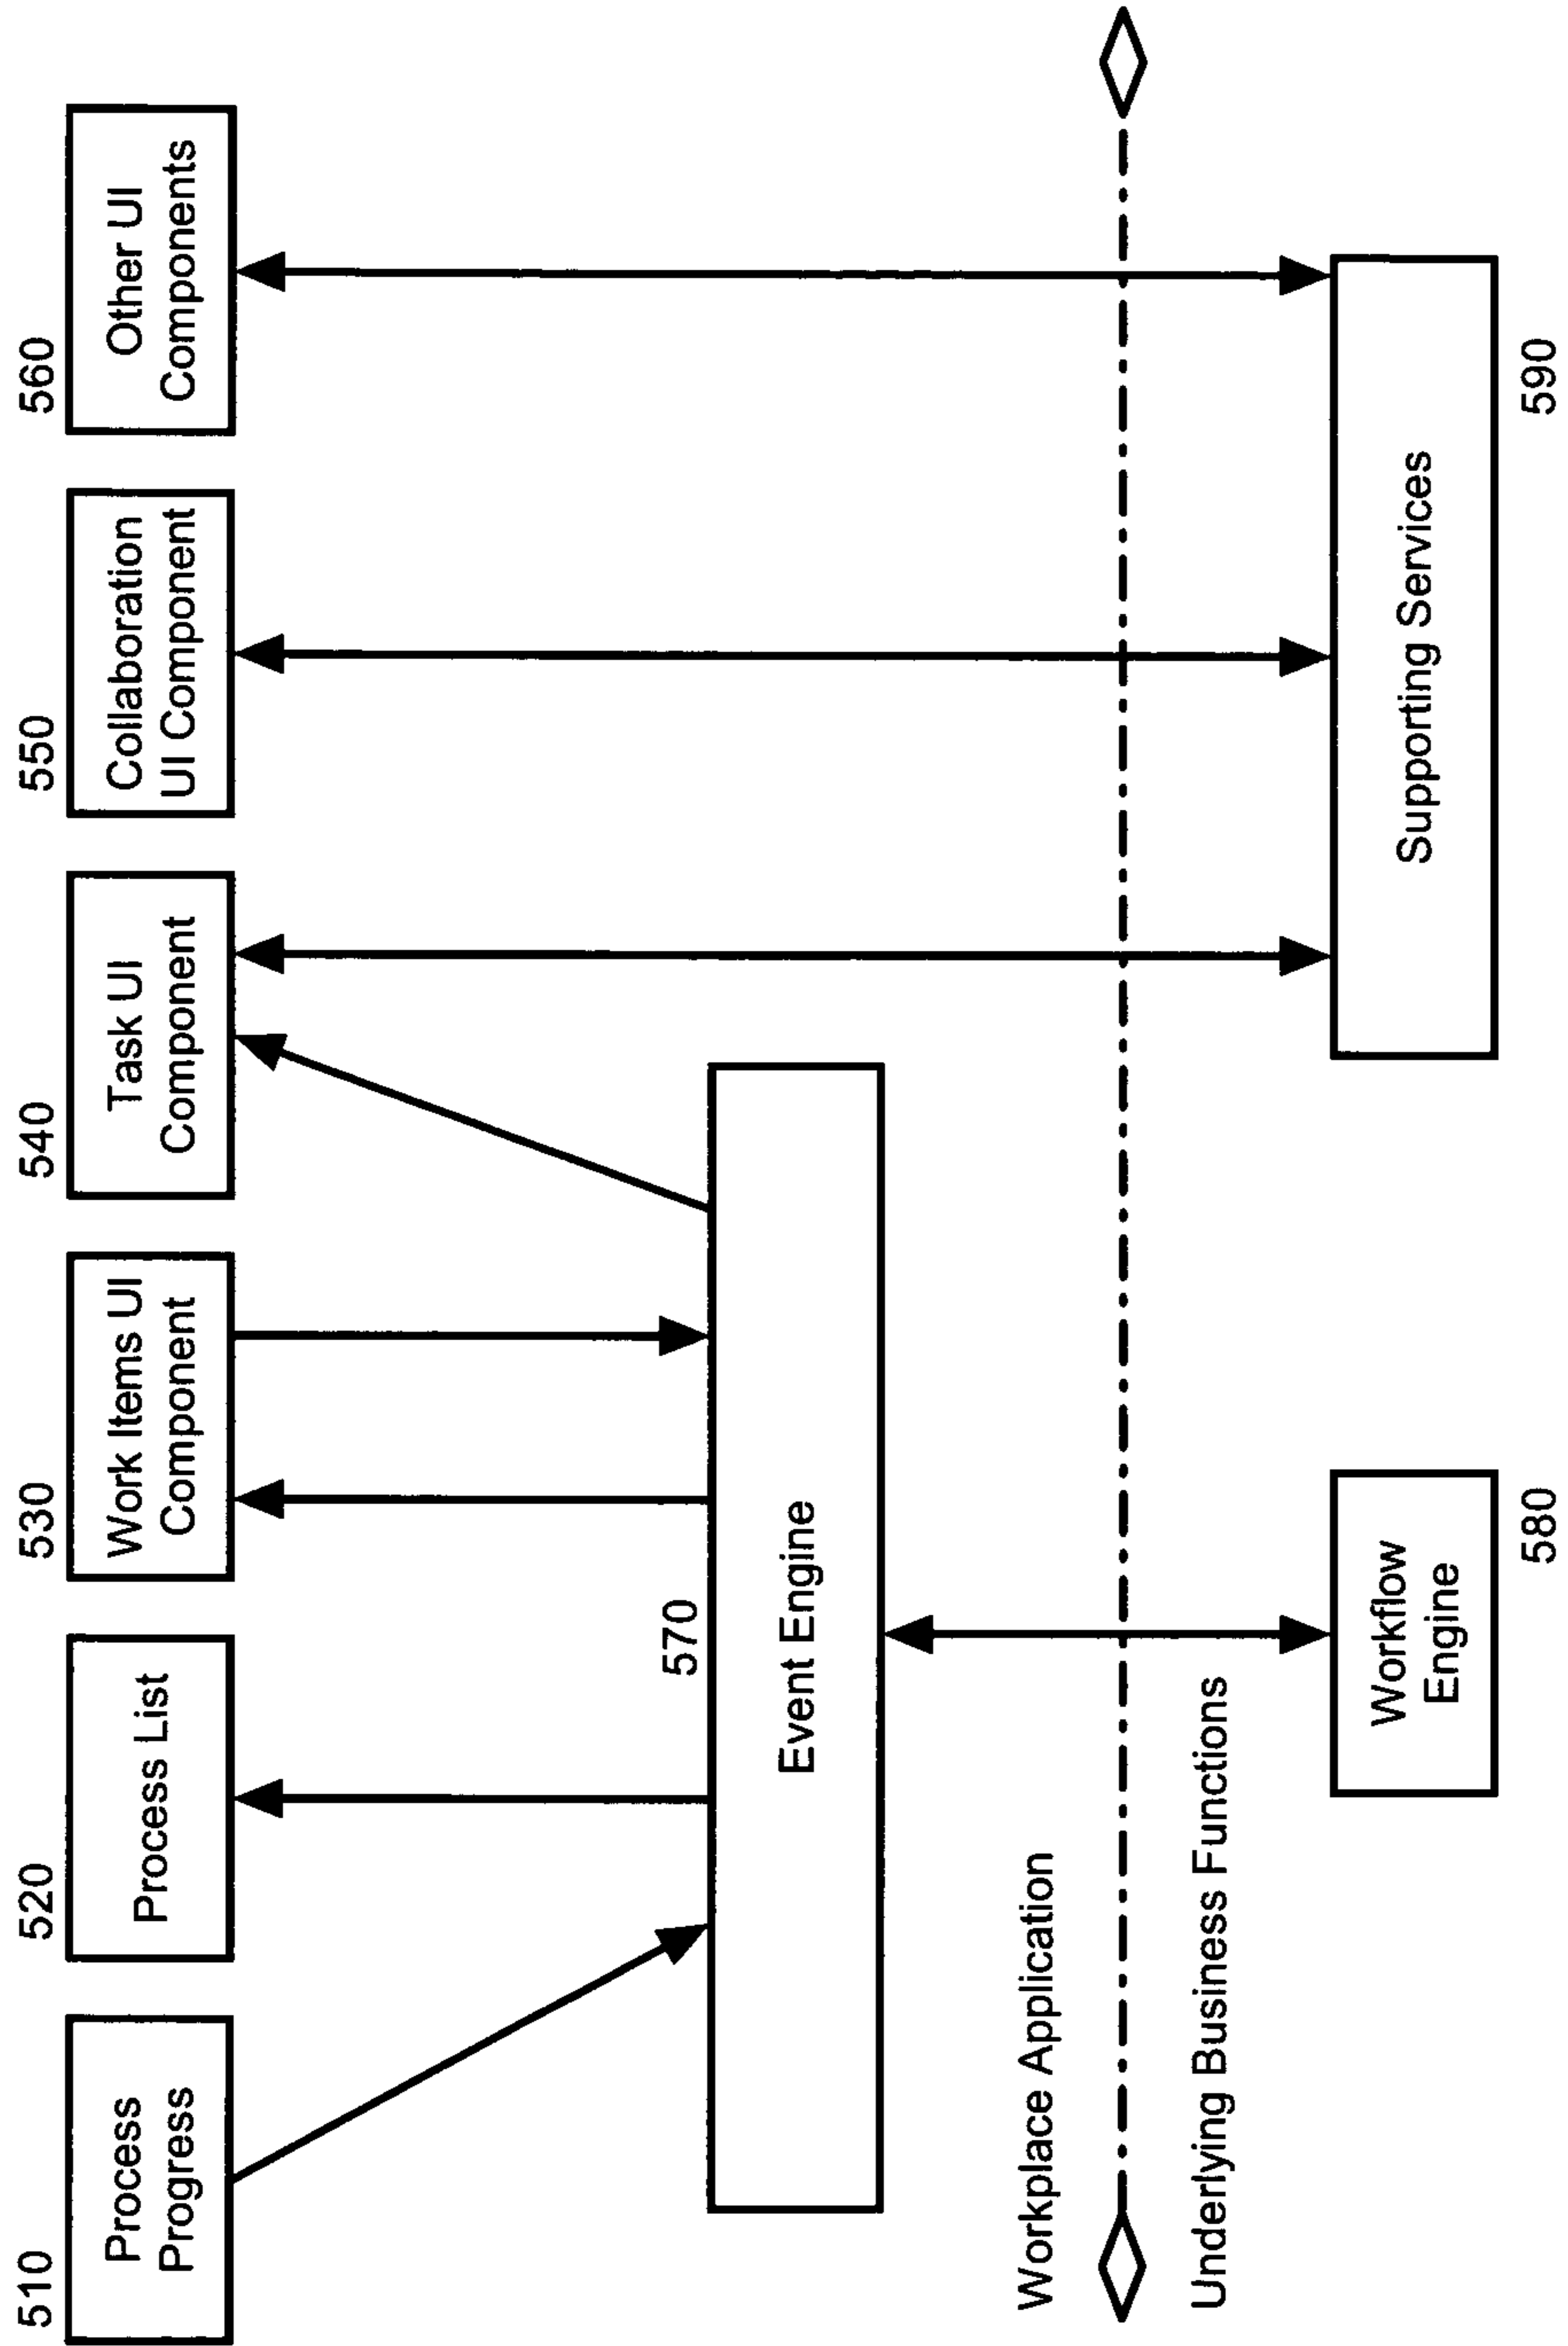 510
Process
Progress
520
Process List
530
Work Items UI
Component
540
Task UI
Component
550
Collaboration
UI Component
560
Other UI
Components
570
Event Engine
Workplace Application
Underlying Business Functions
Workflow
Engine
580
Supporting Services
590